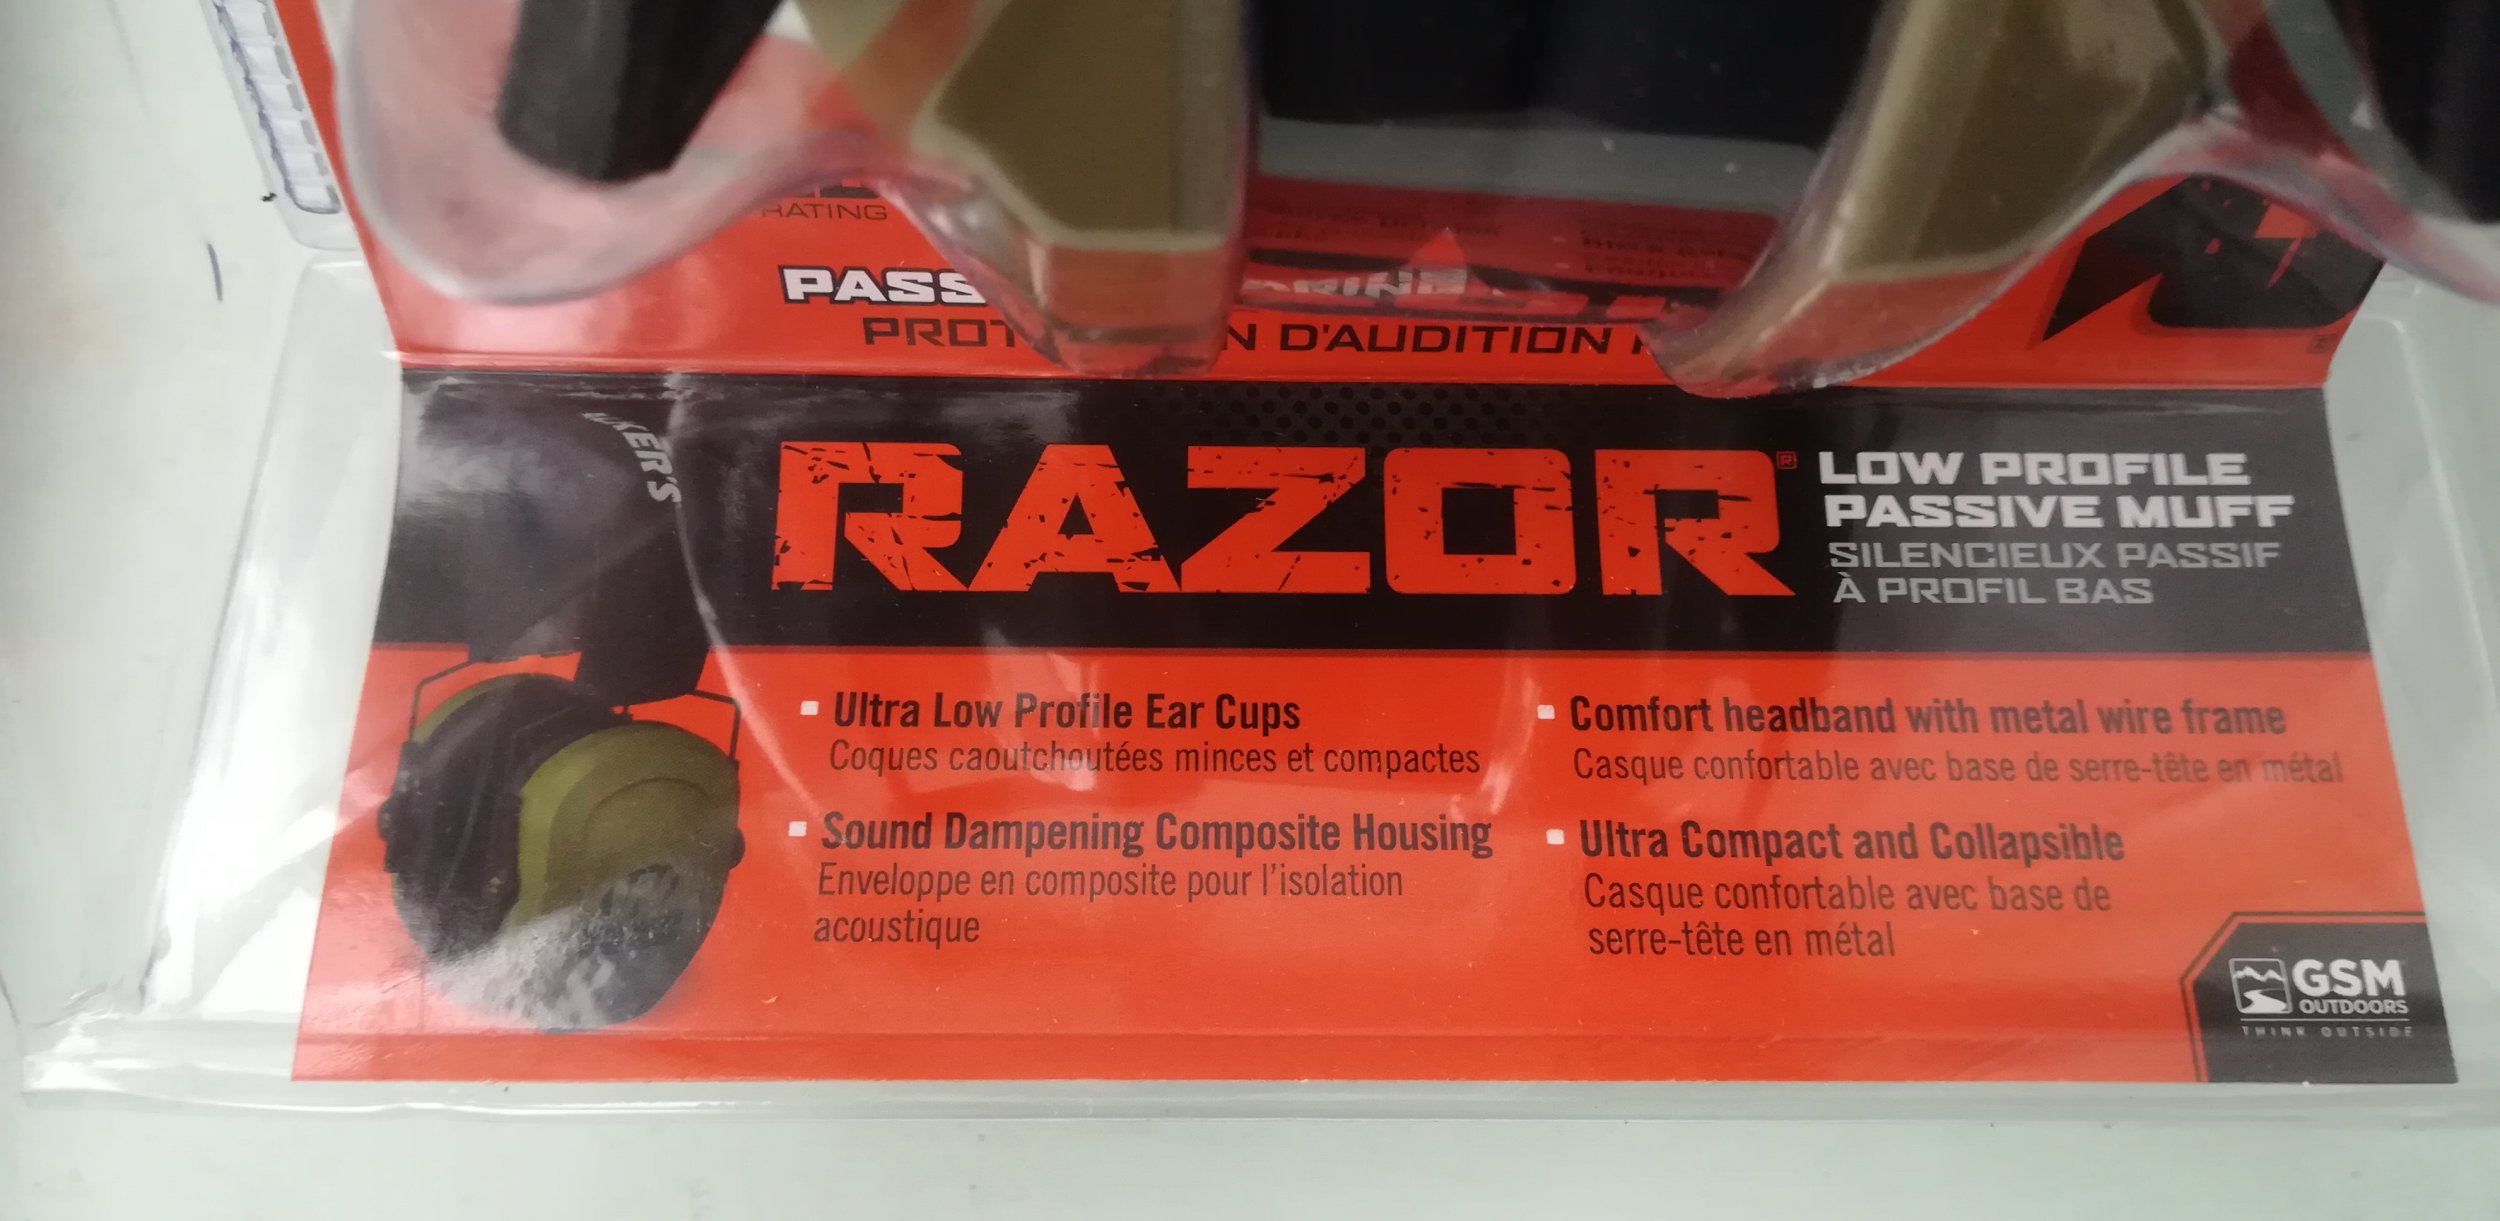 RATING
D'AUDITION
RAZOR®
LOW PROFILE
PASSIVE MUFF
SILENCIEUX PASSIF
À PROFIL BAS
Ultra Low Profile Ear Cups
Coques caoutchoutées minces et compactes
Sound Dampening Composite Housing
Enveloppe en composite pour l'isolation
acoustique
Comfort headband with metal wire frame
Casque confortable avec base de serre-tête en métal
Ultra Compact and Collapsible
Casque confortable avec base de
serre-tête en métal
GSM
OUTDOORS
THINK OUTSIDE